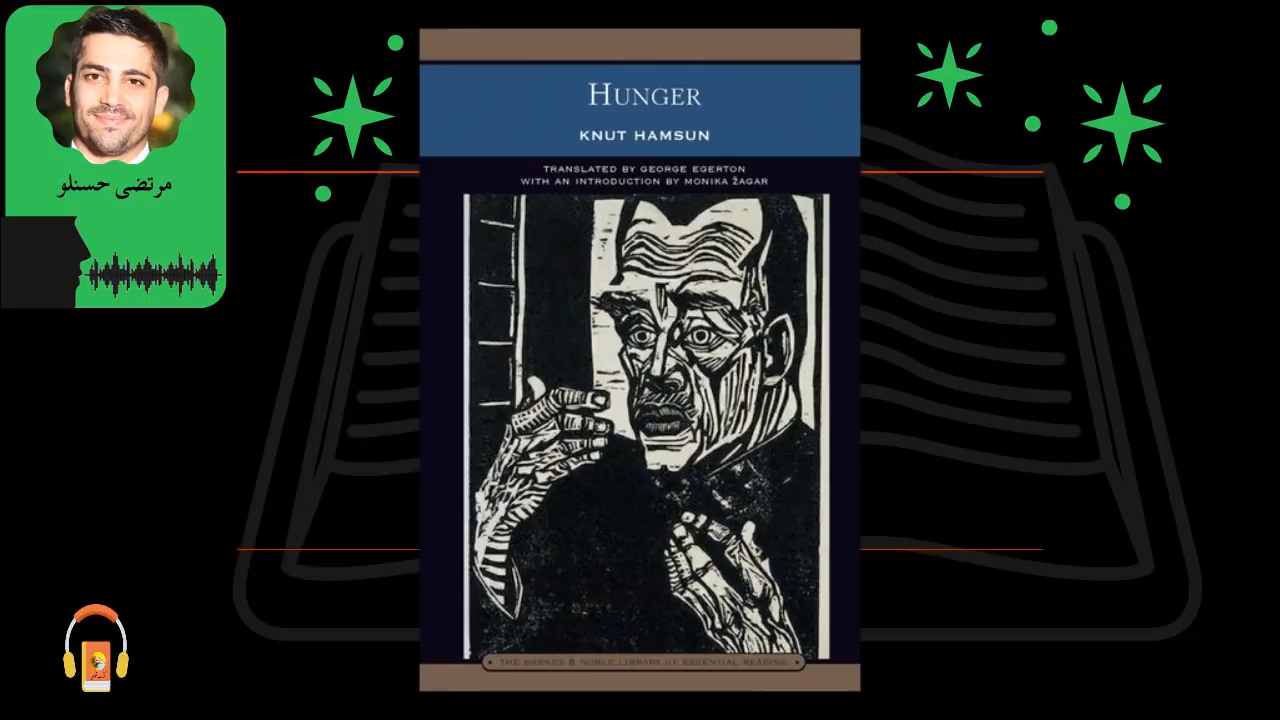 HUNGER
KNUT HAMSUN
TRANSLATED BY GEORGE EGERTON
WITH AN INTRODUCTION BY MONIKA ŽAGAR
مرتضی حسنلو
THE BARNES & NOBLE LIBRARY OF ESSENTIAL READING